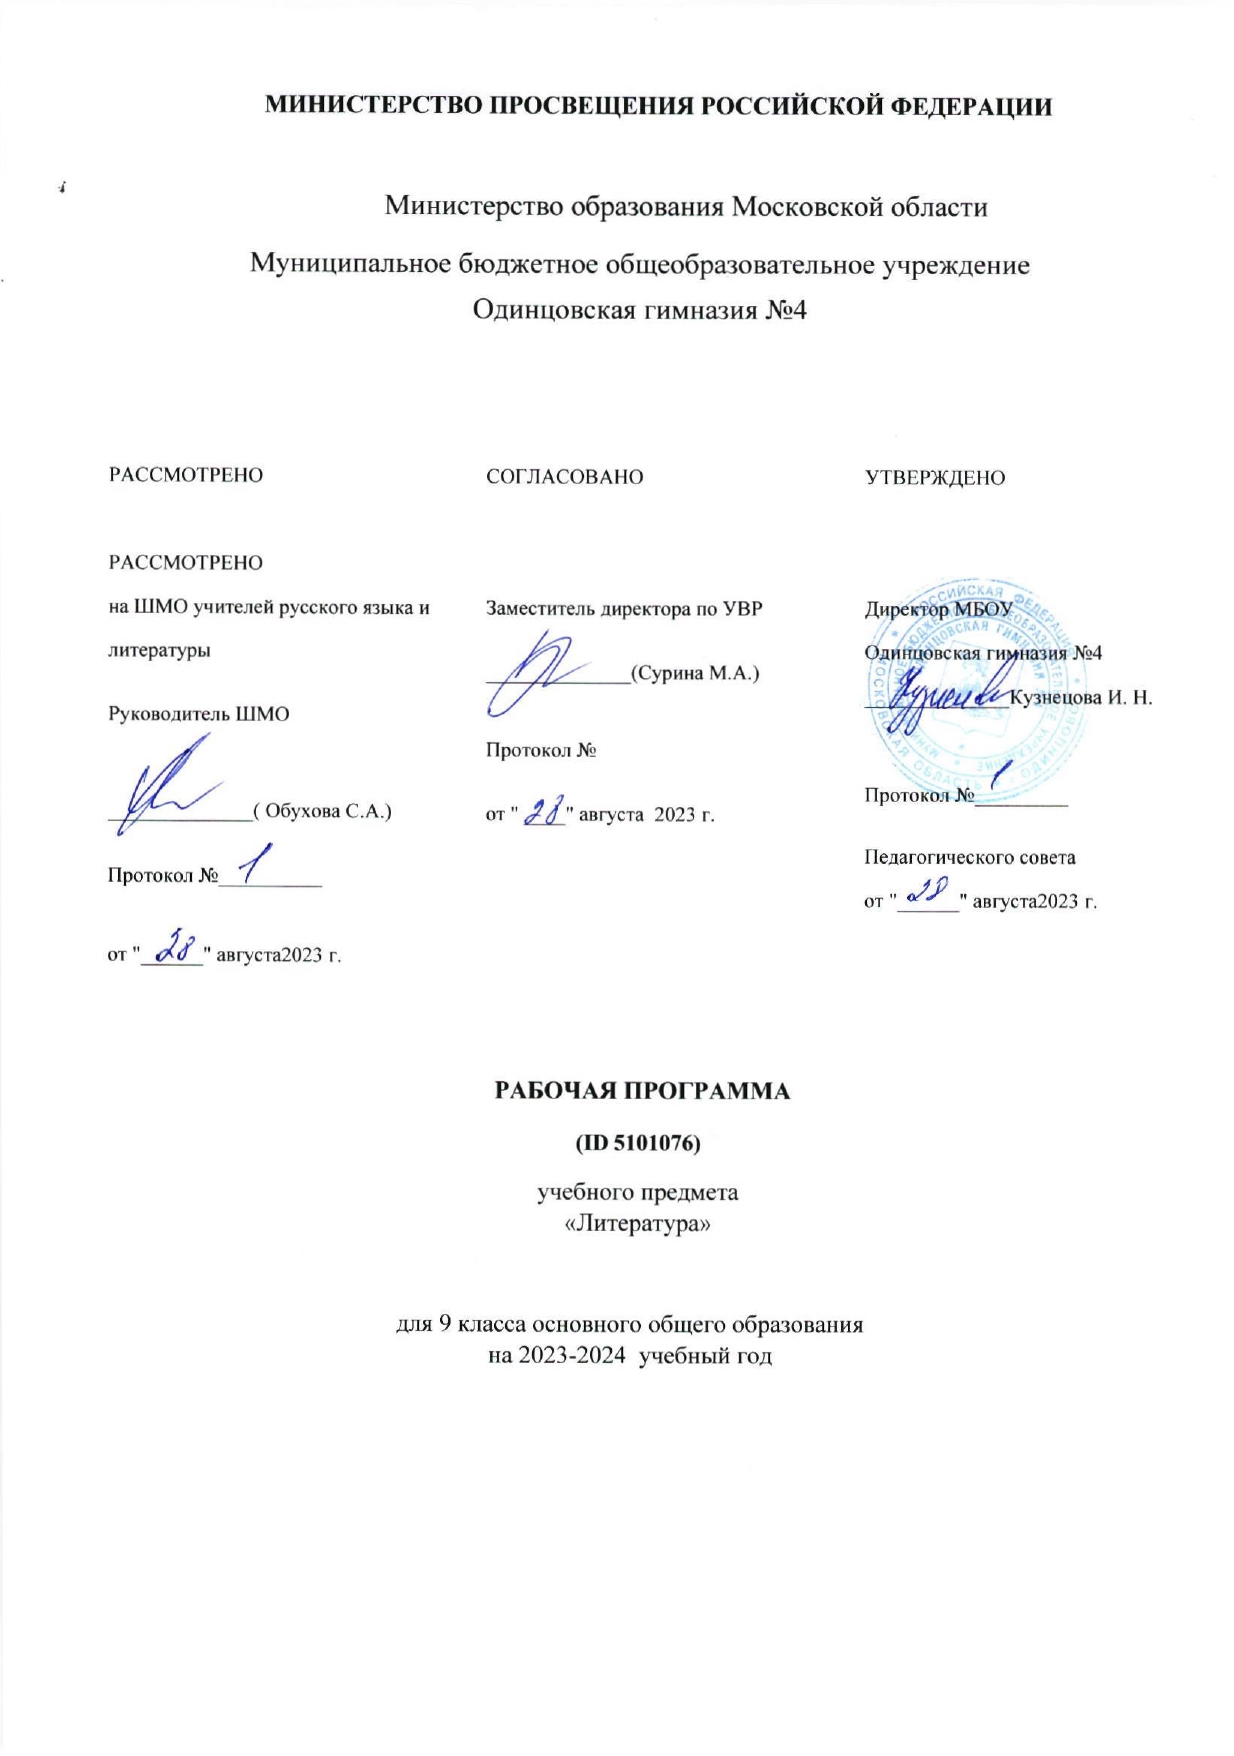 МИНИСТЕРСТВО ПРОСВЕЩЕНИЯ РОССИЙСКОЙ ФЕДЕРАЦИИ
Министерство образования Московской области
Муниципальное бюджетное общеобразовательное учреждение
Одинцовская гимназия №4
РАССМОТРЕНО
РАССМОТРЕНО
на ШМО учителей русского языка и
литературы
Руководитель ШМО
______________( Обухова С.А.)
Протокол №1
от "28" августа2023 г.
СОГЛАСОВАНО
Заместитель директора по УВР
______________(Сурина М.А.)
Протокол №
от "28" августа 2023 г.
УТВЕРЖДЕНО
Директор МБОУ
Одинцовская гимназия №4
______________Кузнецова И. Н.
Протокол №1
Педагогического совета
от "28" августа2023 г.
РАБОЧАЯ ПРОГРАММА
(ID 5101076)
учебного предмета
«Литература»
для 9 класса основного общего образования
на 2023-2024 учебный год